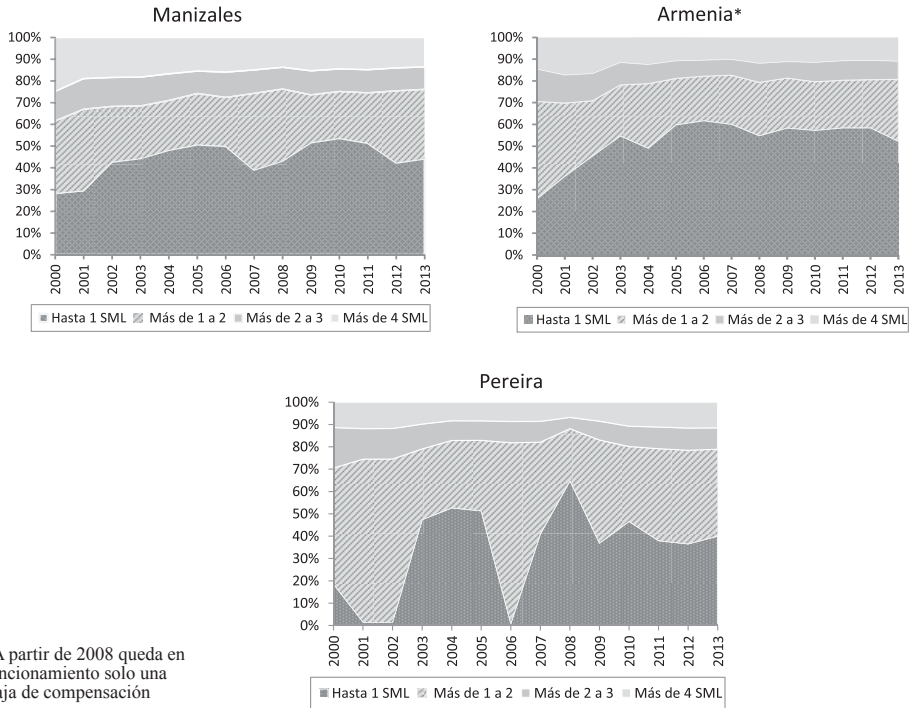 Manizales
100%
90%
80%
70%
60%
50%
40%
30%
20%
10%
0%
2000 2001 2002 2003 2004 2005 2006 2007 2008 2009 2010 2011 2012 2013
Hasta 1 SML Más de 1 a 2 Más de 2 a 3 Más de 4 SML
Armenia*
100%
90%
80%
70%
60%
50%
40%
30%
20%
10%
0%
2000 2001 2002 2003 2004 2005 2006 2007 2008 2009 2010 2011 2012 2013
Hasta 1 SML Más de 1 a 2 Más de 2 a 3 Más de 4 SML
Pereira
100%
90%
80%
70%
60%
50%
40%
30%
20%
10%
0%
2000 2001 2002 2003 2004 2005 2006 2007 2008 2009 2010 2011 2012 2013
Hasta 1 SML Más de 1 a 2 Más de 2 a 3 Más de 4 SML
A partir de 2008 queda en
ncionamiento solo una
aja de compensación